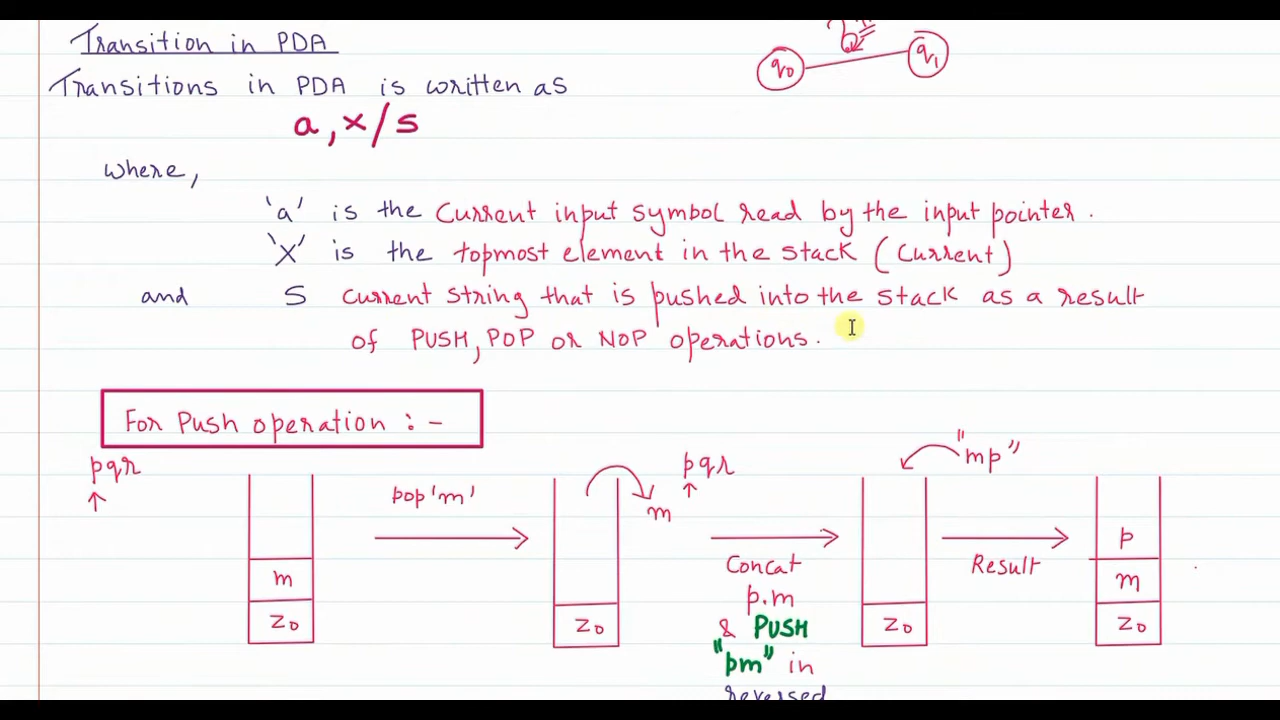 Transition in PDA
Transitions in PDA is written as
a, x/s
q0 q1
where,
'a' is the current input symbol read by the input pointer.
'X' is the topmost element in the stack (current)
and S current string that is pushed into the stack as a result
of PUSH, POP or NOP operations.
For Push operation :-
pqr
↑
m
z0
pop 'm'
m
z0
pqr
↑
Concat
p.m
& PUSH
"pm" in
reversed
"mp"
z0
Result
p
m
z0